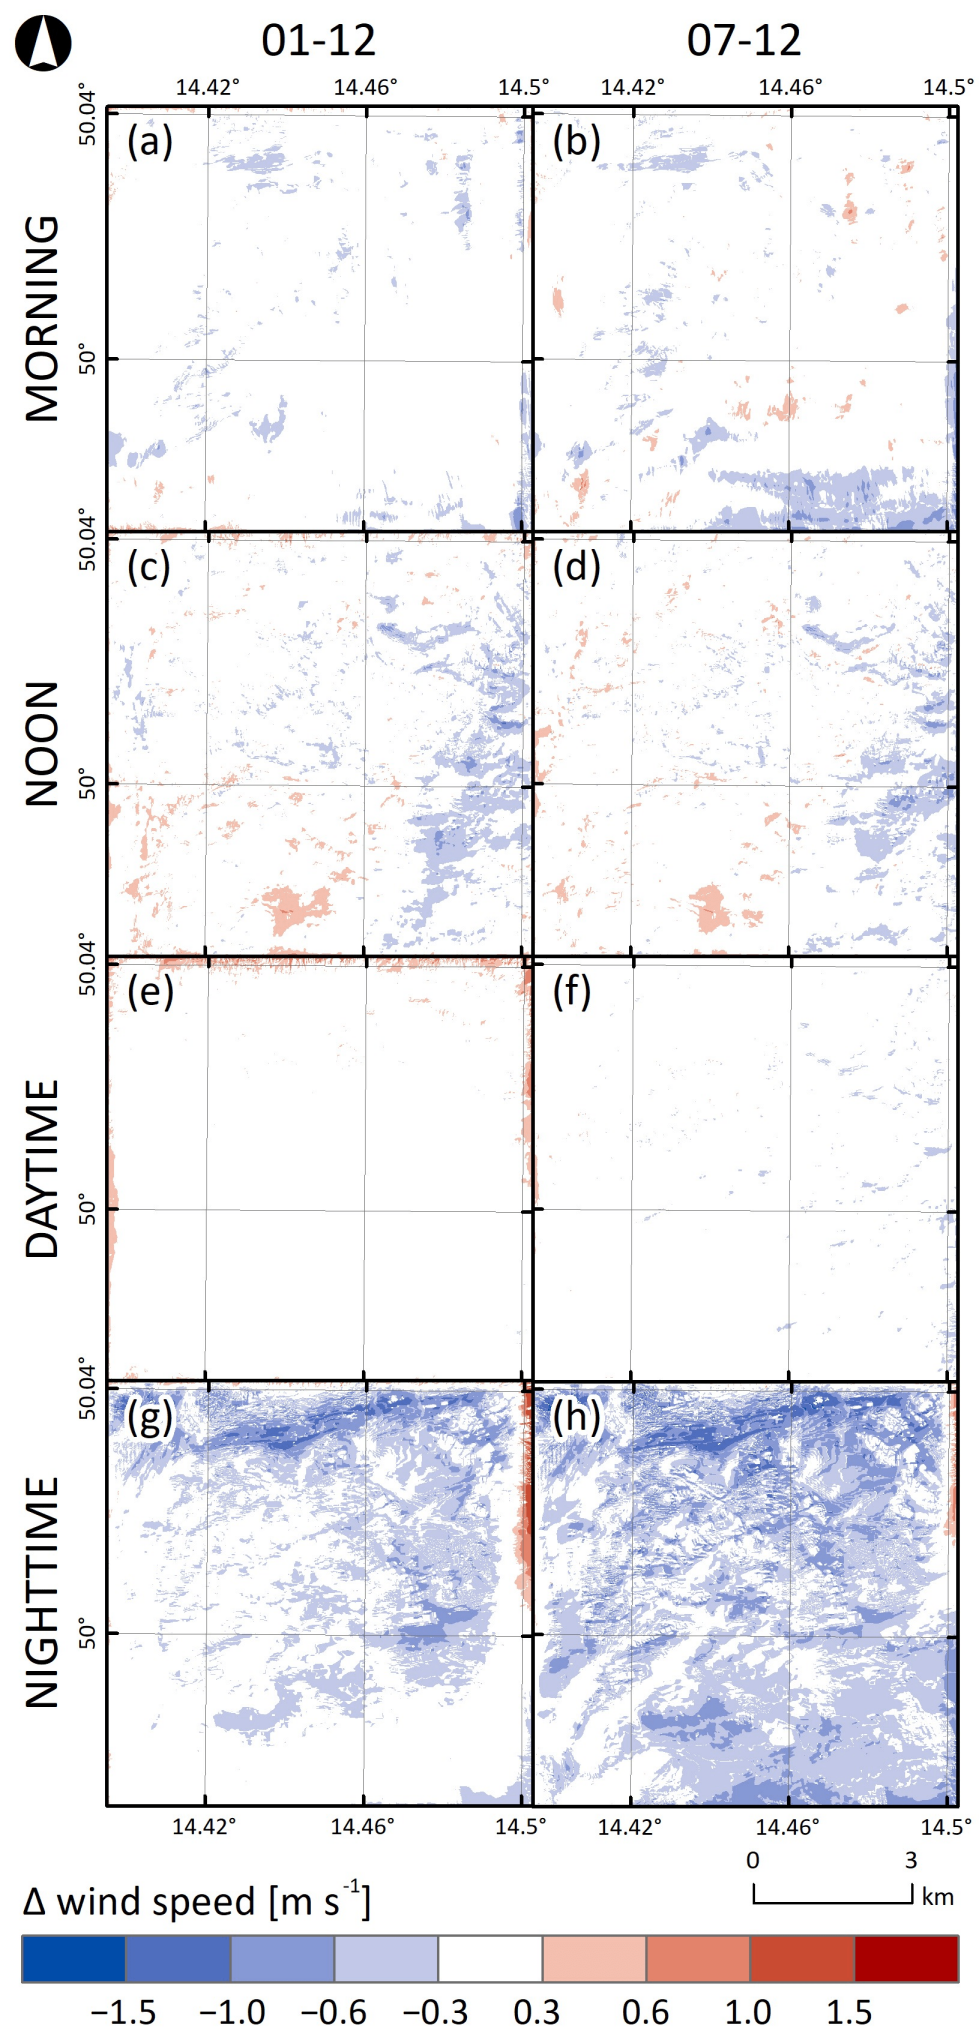 01-12 07-12
14.42° 14.46° 14.5° 14.42° 14.46° 14.5°
MORNING 50.04° 50° (a) (b)
NOON 50.04° 50° (c) (d)
DAYTIME 50.04° 50° (e) (f)
NIGHTTIME 50.04° 50° (g) (h)
14.42° 14.46° 14.5° 14.42° 14.46° 14.5°
0 3
km
Δ wind speed [m s⁻¹]
−1.5 −1.0 −0.6 −0.3 0.3 0.6 1.0 1.5